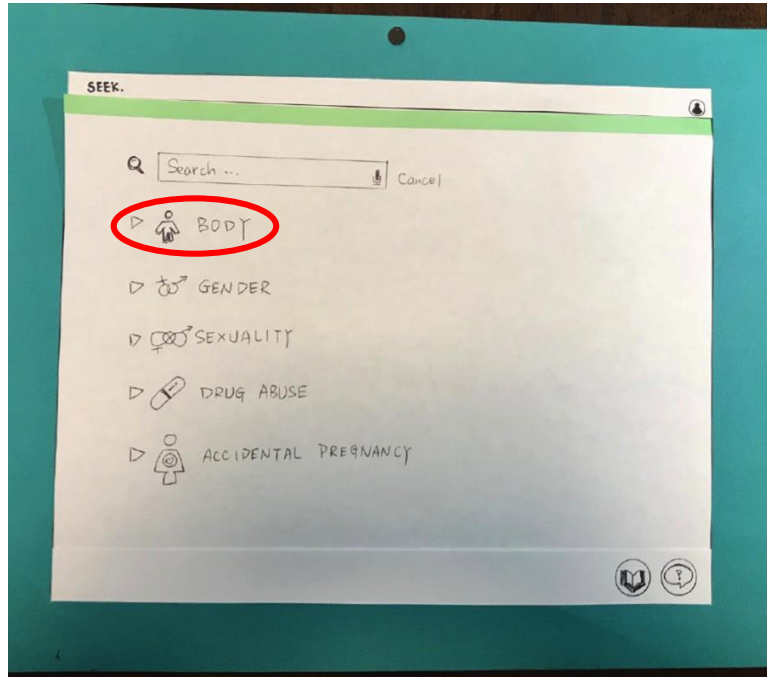 SEEK.
Search ...
Cancel
BODY
GENDER
SEXUALITY
DRUG ABUSE
ACCIDENTAL PREGNANCY
?